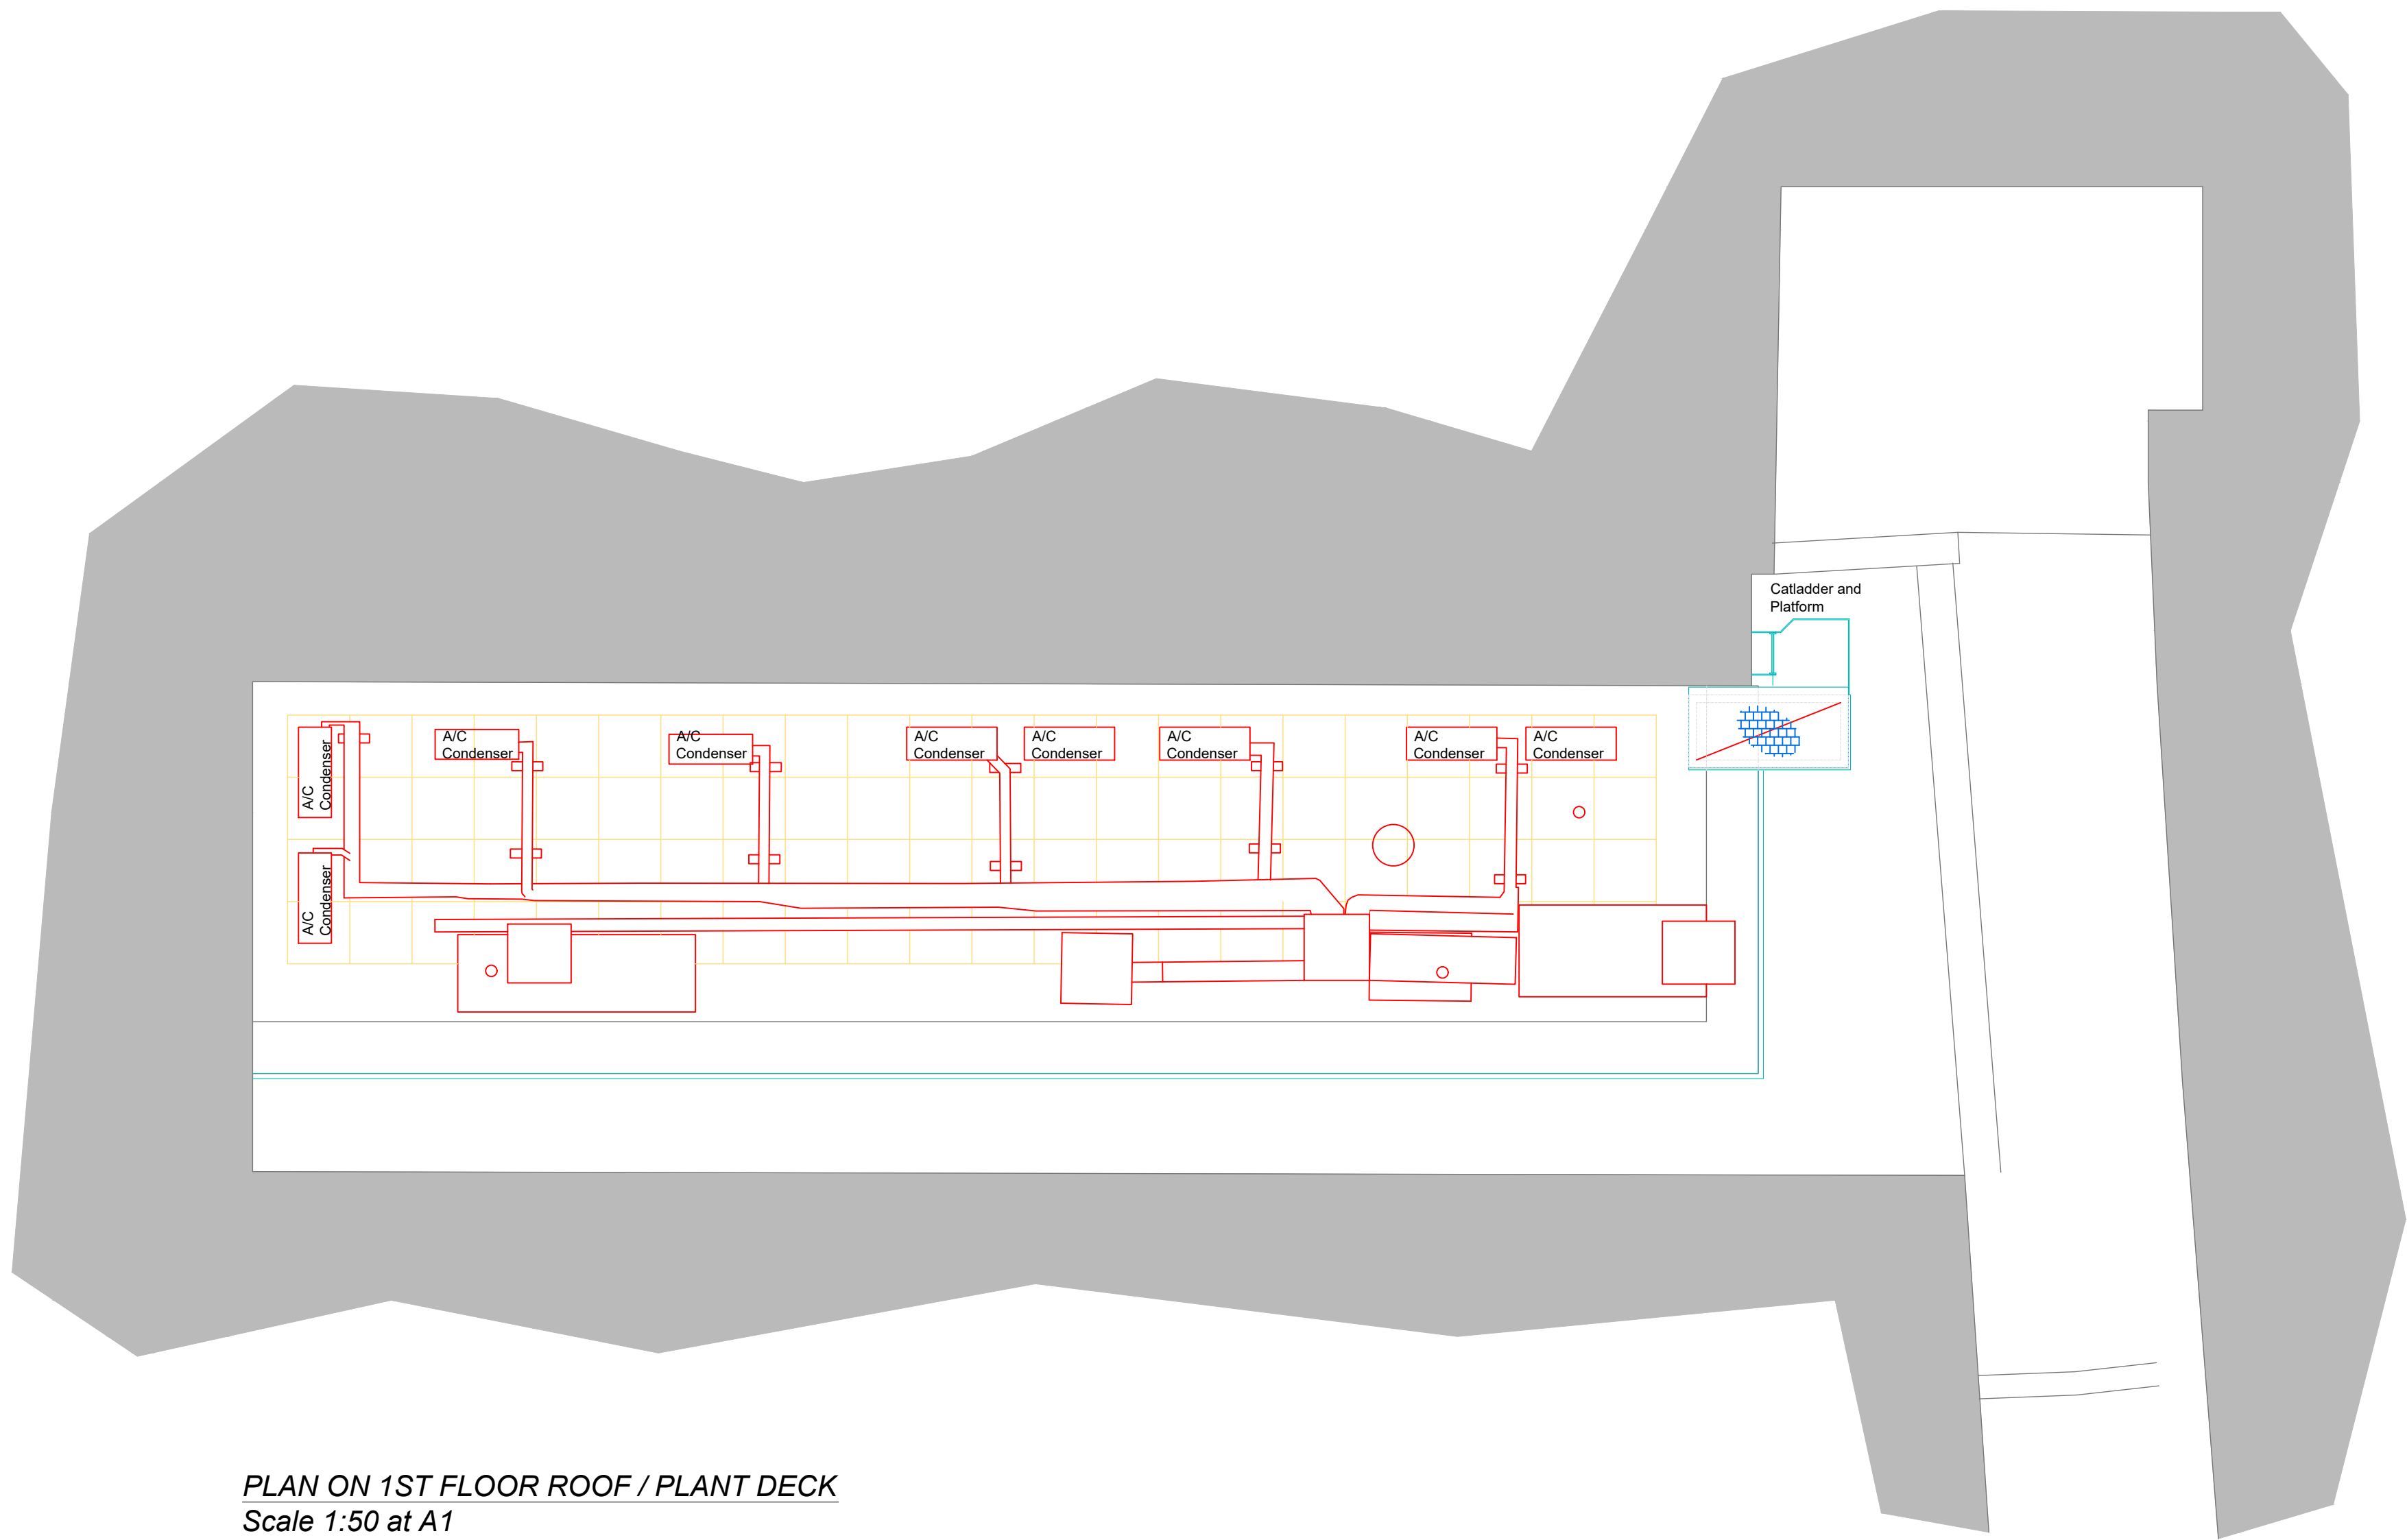 Catladder and
Platform
A/C
Condenser
A/C
Condenser
A/C
Condenser
A/C
Condenser
A/C
Condenser
A/C
Condenser
A/C
Condenser
A/C
Condenser
A/C
Condenser
PLAN ON 1ST FLOOR ROOF / PLANT DECK
Scale 1:50 at A1